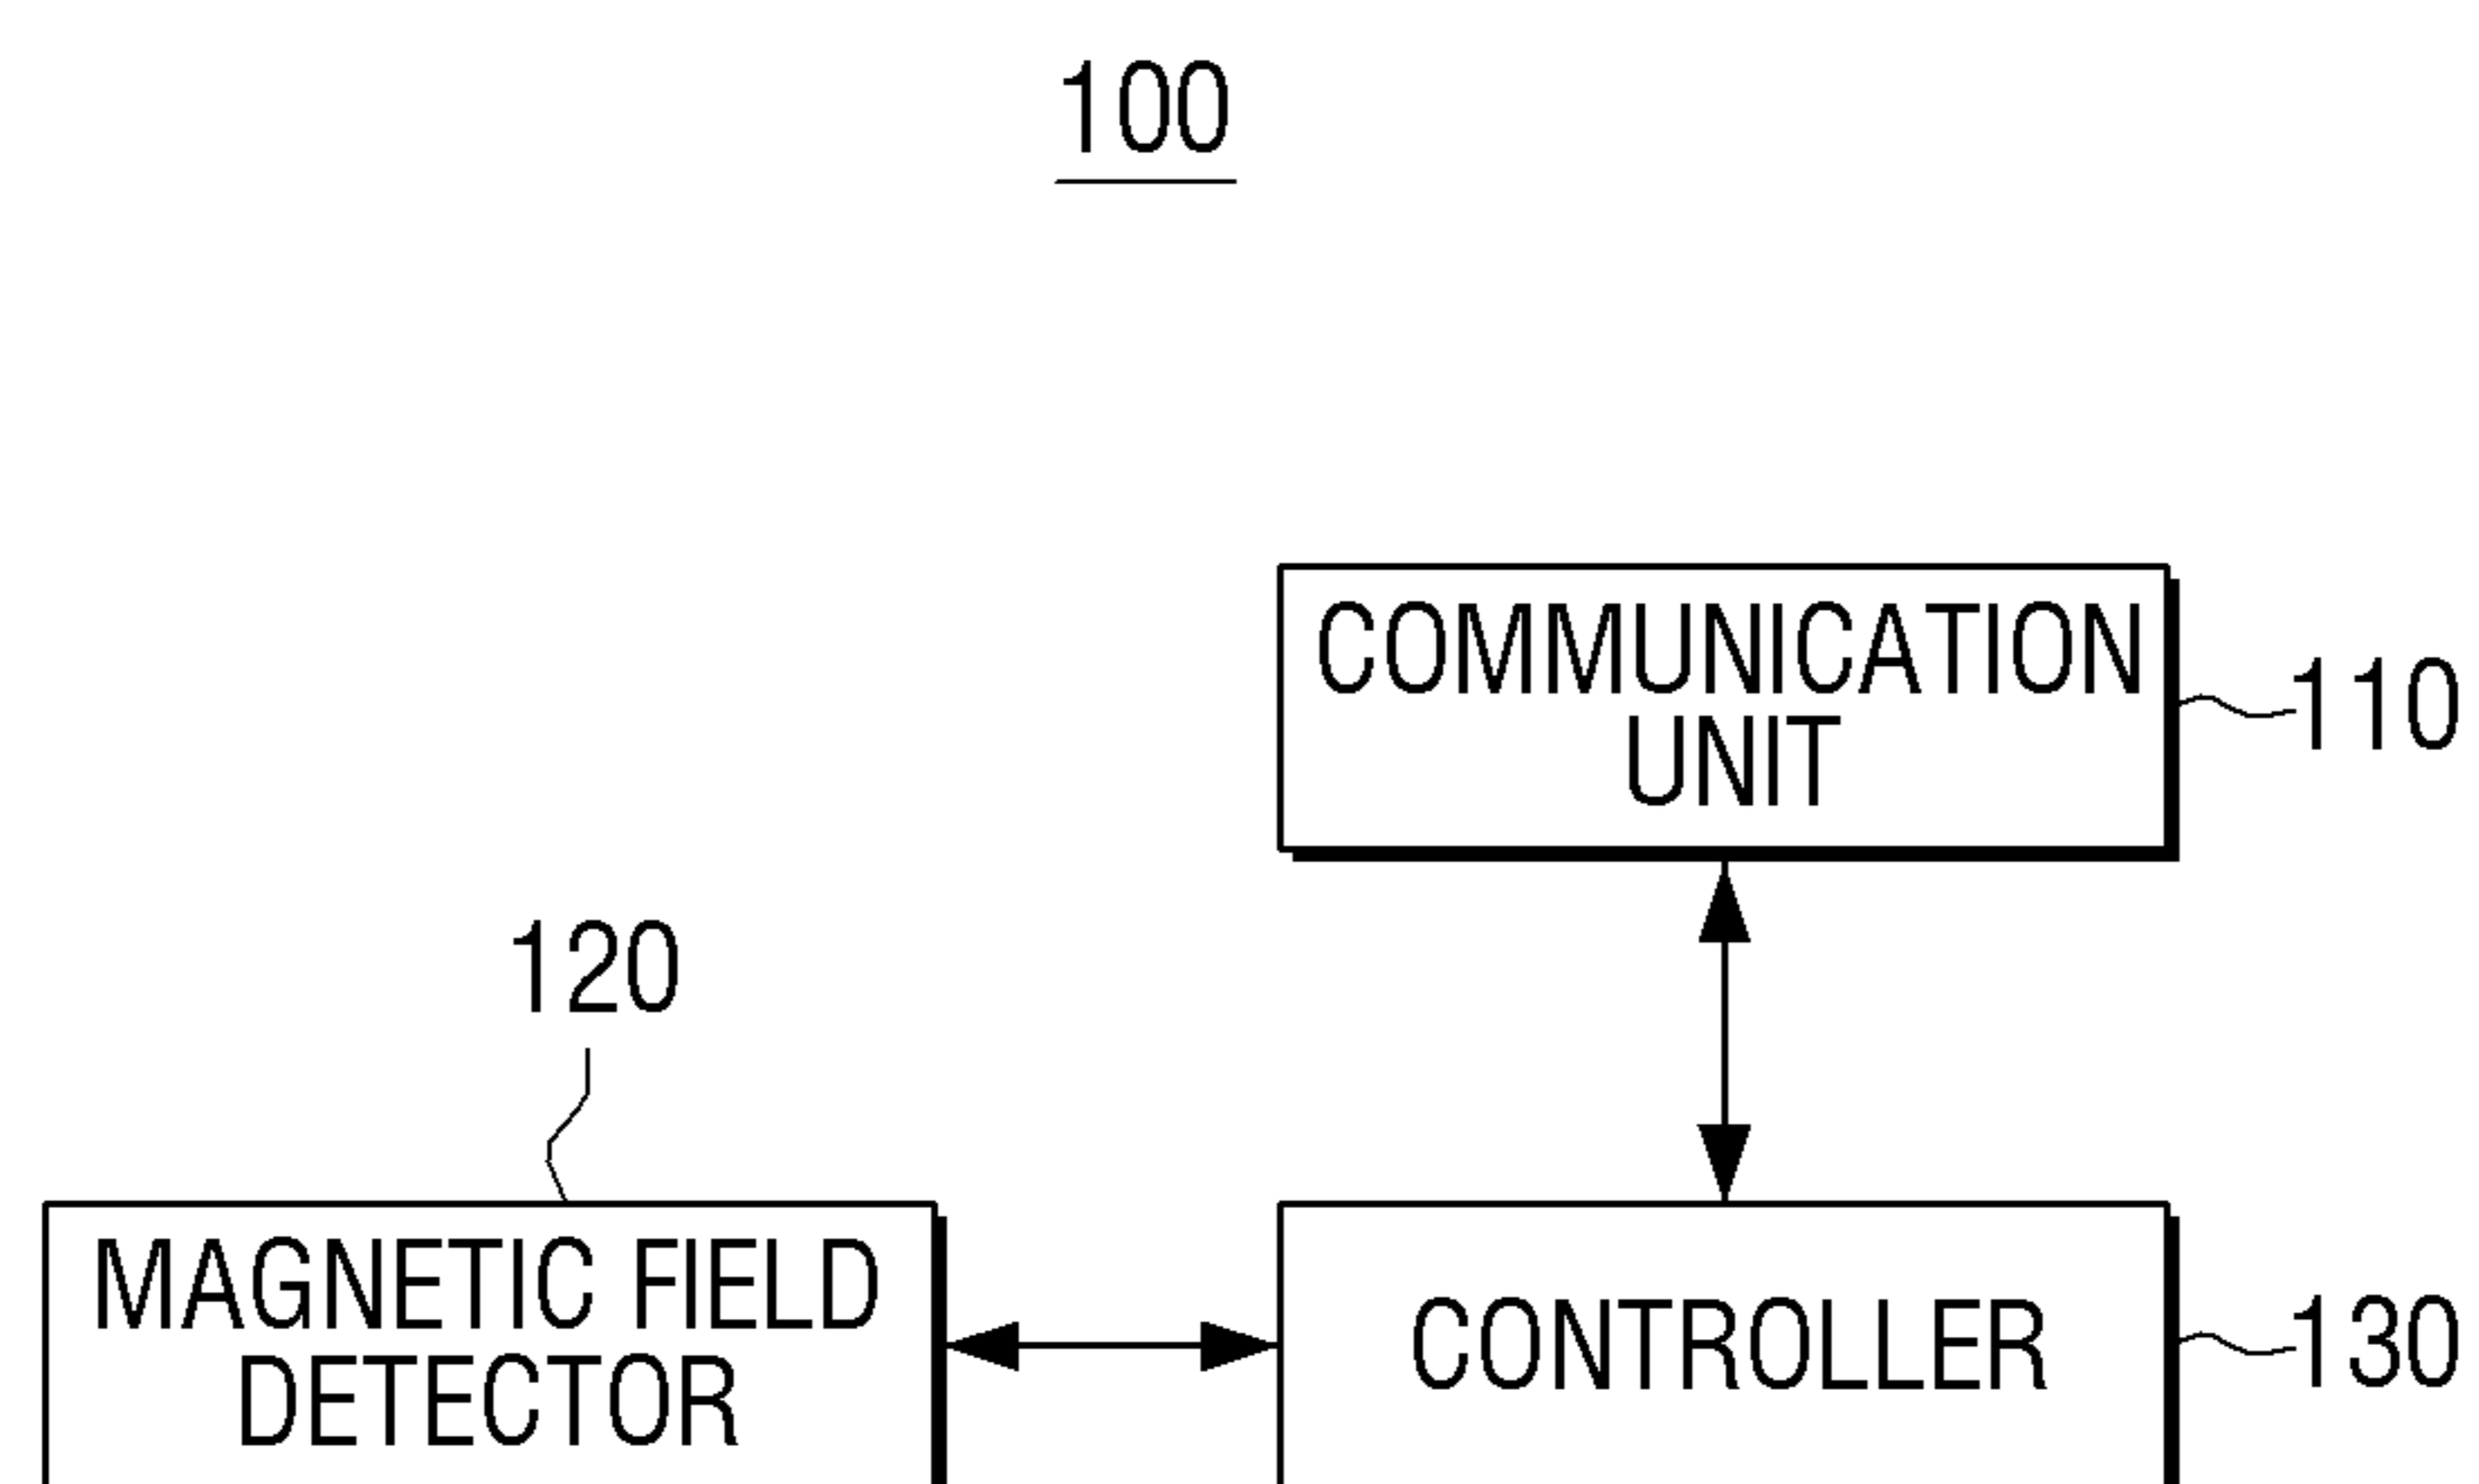 100
COMMUNICATION
UNIT
110
120
MAGNETIC FIELD
DETECTOR
CONTROLLER
130